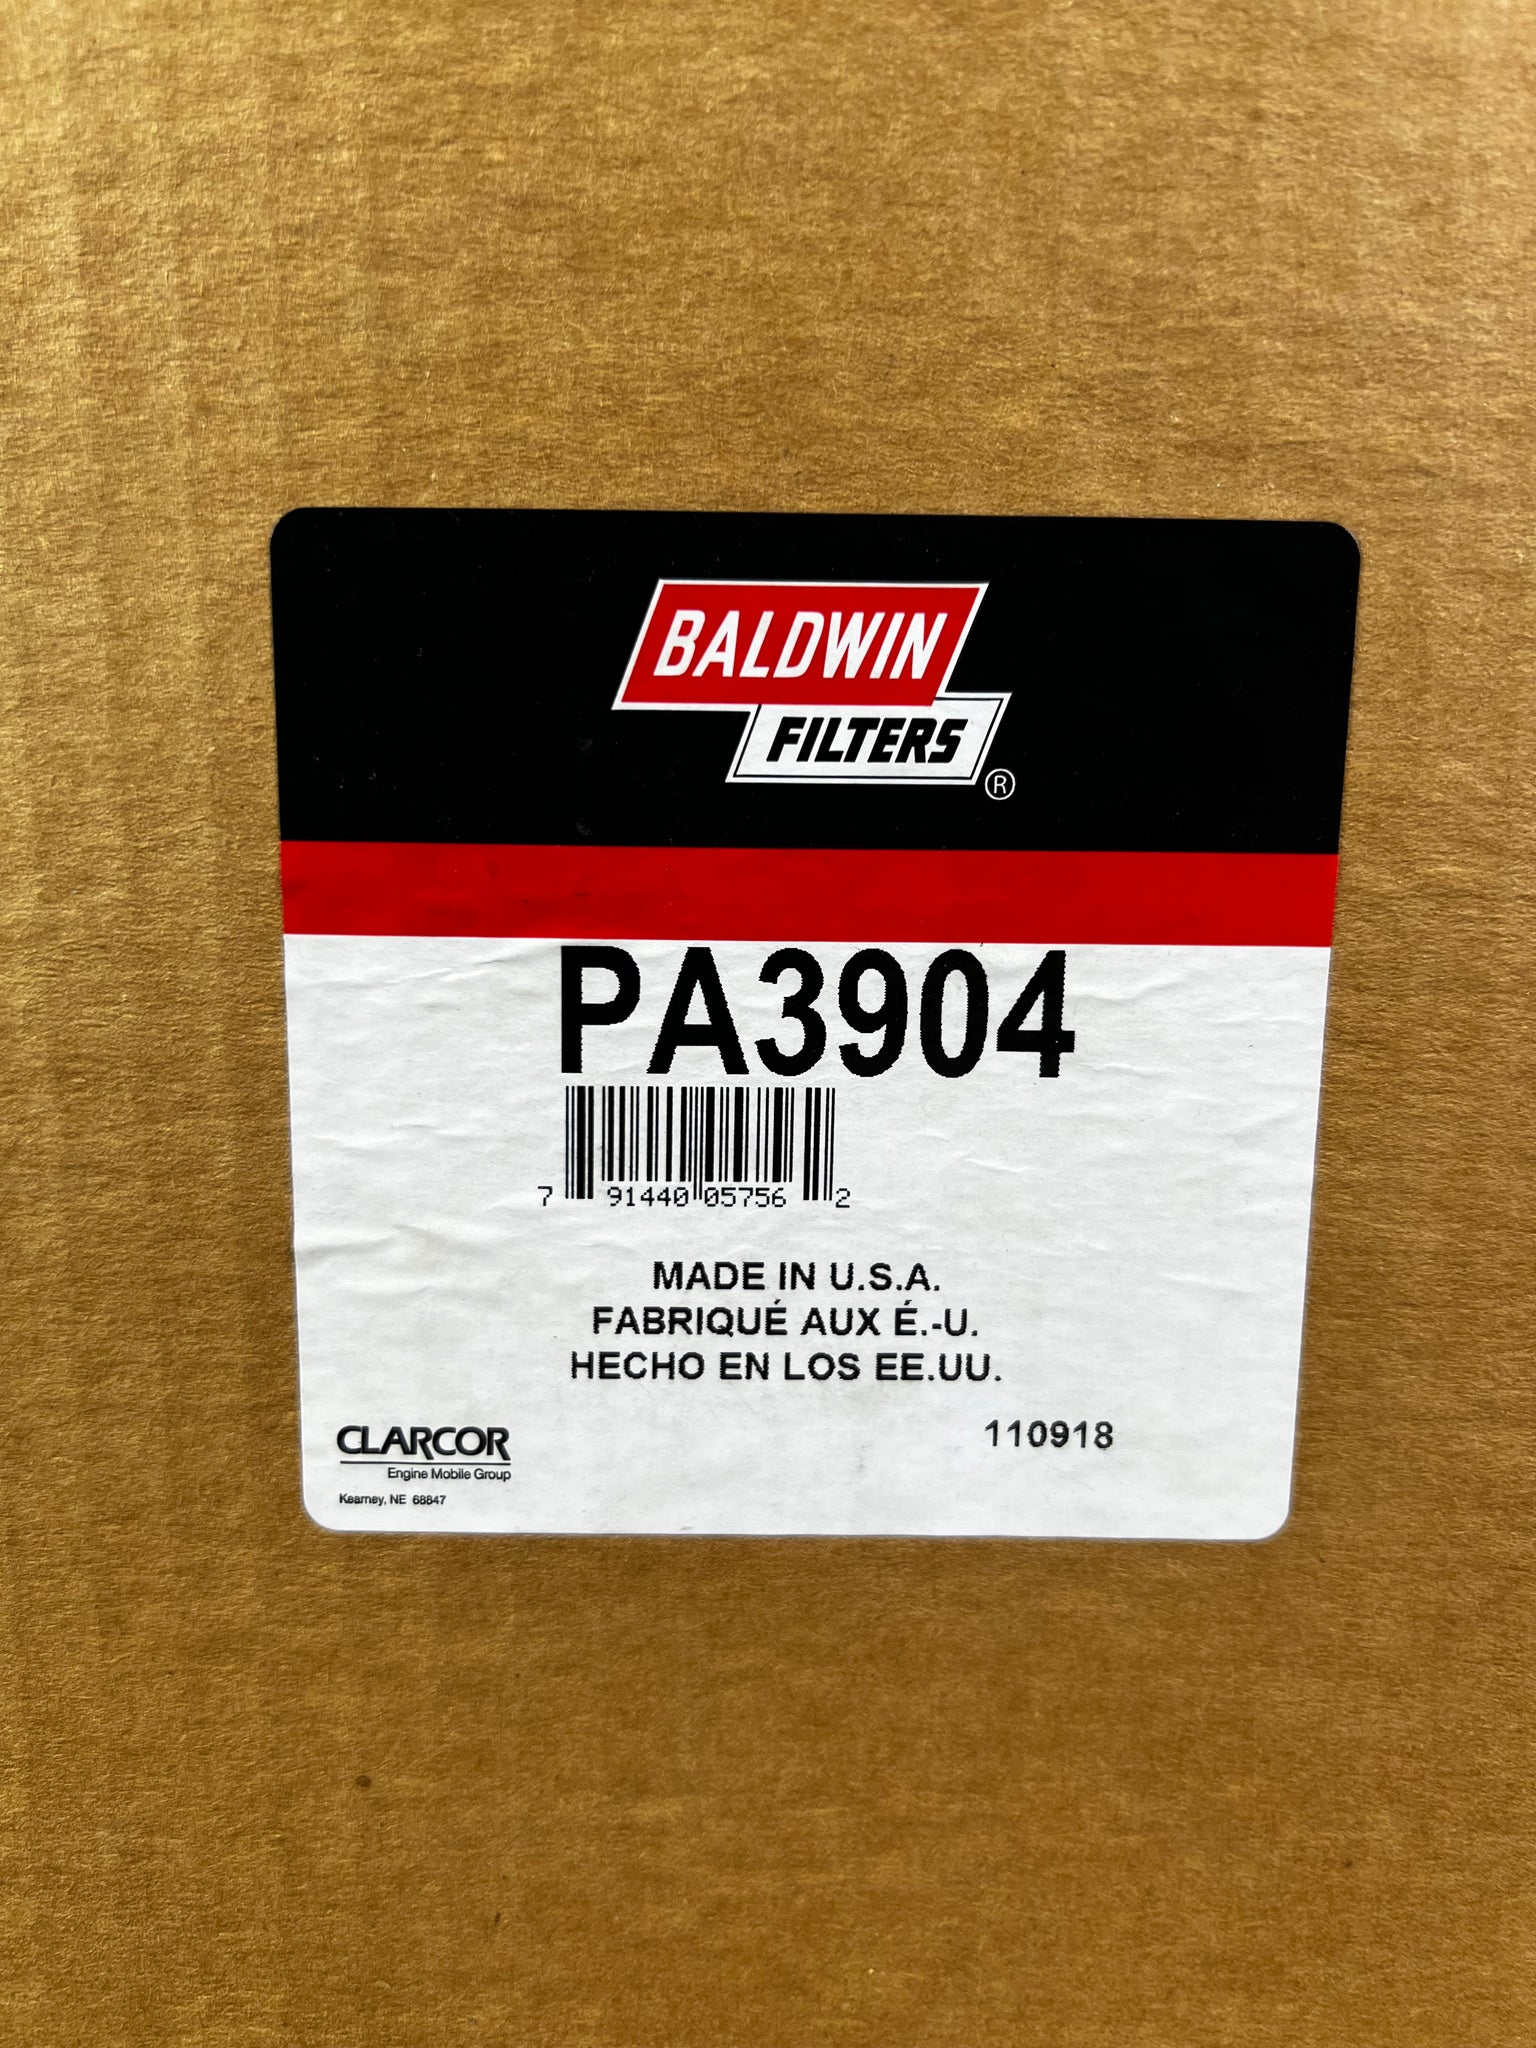 BALDWIN
FILTERS
®
PA3904
7 91440 05756 2
MADE IN U.S.A.
FABRIQUÉ AUX É.-U.
HECHO EN LOS EE.UU.
110918
CLARCOR
Engine Mobile Group
Kearney, NE 68847